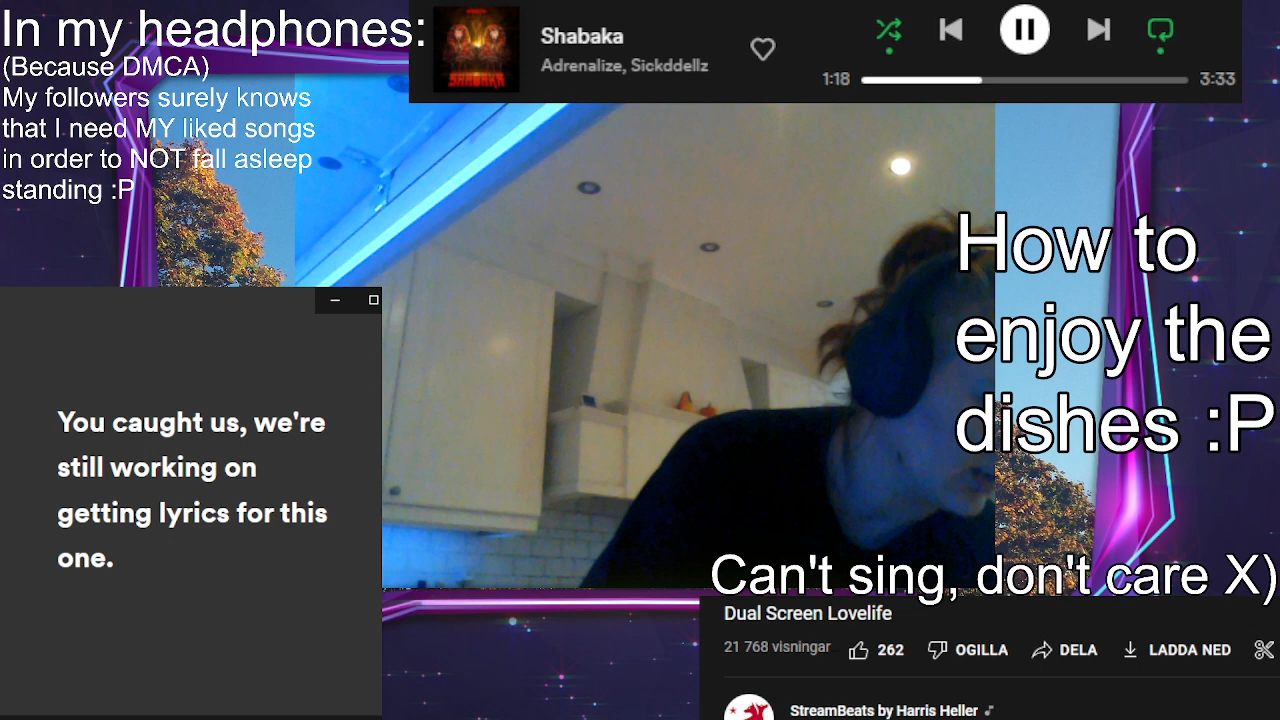 In my headphones:
(Because DMCA)
My followers surely knows
that I need MY liked songs
in order to NOT fall asleep
standing :P
Shabaka
Adrenalize, Sickddellz
1:18
3:33
SHABAKA
How to
enjoy the
dishes :P
You caught us, we're
still working on
getting lyrics for this
one.
Can't sing, don't care X)
Dual Screen Lovelife
21 768 visningar
262
OGILLA
DELA
LADDA NED
StreamBeats by Harris Heller